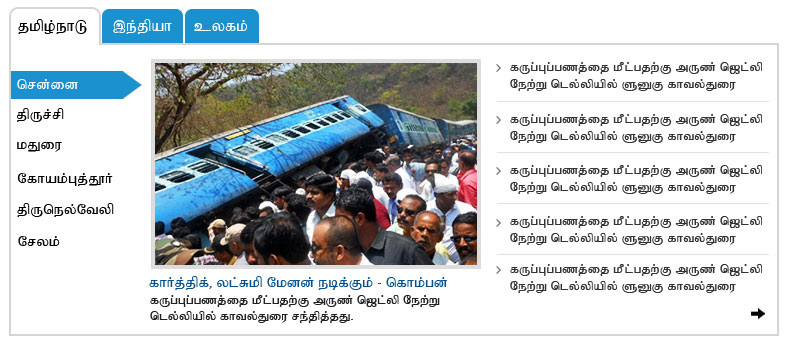 தமிழ்நாடு இந்தியா உலகம்
சென்னை
திருச்சி
மதுரை
கோயம்புத்தூர்
திருநெல்வேலி
சேலம்
கார்த்திக், லட்சுமி மேனன் நடிக்கும் - கொம்பன்
கருப்புப்பணத்தை மீட்பதற்கு அருண் ஜெட்லி நேற்று
டெல்லியில் காவல்துரை சந்தித்தது.
கருப்புப்பணத்தை மீட்பதற்கு அருண் ஜெட்லி
நேற்று டெல்லியில் ளுனுகு காவல்துரை
கருப்புப்பணத்தை மீட்பதற்கு அருண் ஜெட்லி
நேற்று டெல்லியில் ளுனுகு காவல்துரை
கருப்புப்பணத்தை மீட்பதற்கு அருண் ஜெட்லி
நேற்று டெல்லியில் ளுனுகு காவல்துரை
கருப்புப்பணத்தை மீட்பதற்கு அருண் ஜெட்லி
நேற்று டெல்லியில் ளுனுகு காவல்துரை
கருப்புப்பணத்தை மீட்பதற்கு அருண் ஜெட்லி
நேற்று டெல்லியில் ளுனுகு காவல்துரை